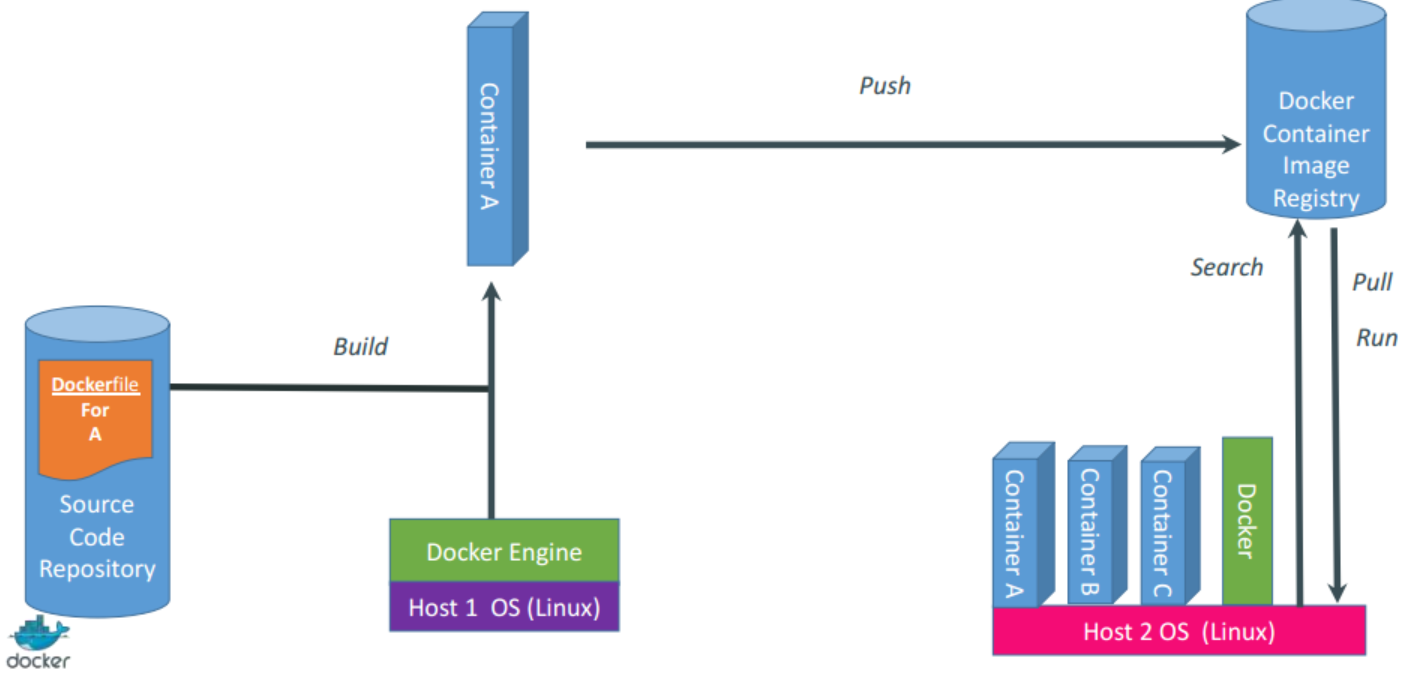 Container A
Push
Docker
Container
Image
Registry
Search
Pull
Run
Build
Dockerfile
For
A
Source
Code
Repository
Docker Engine
Host 1 OS (Linux)
Container A
Container B
Container C
Docker
Host 2 OS (Linux)
docker